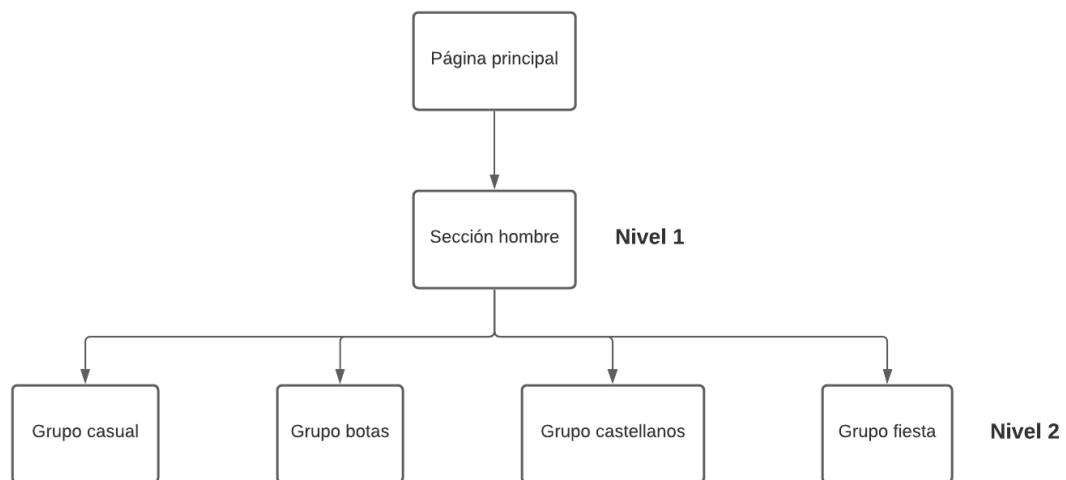 Página principal
Sección hombre
Nivel 1
Grupo casual
Grupo botas
Grupo castellanos
Grupo fiesta
Nivel 2